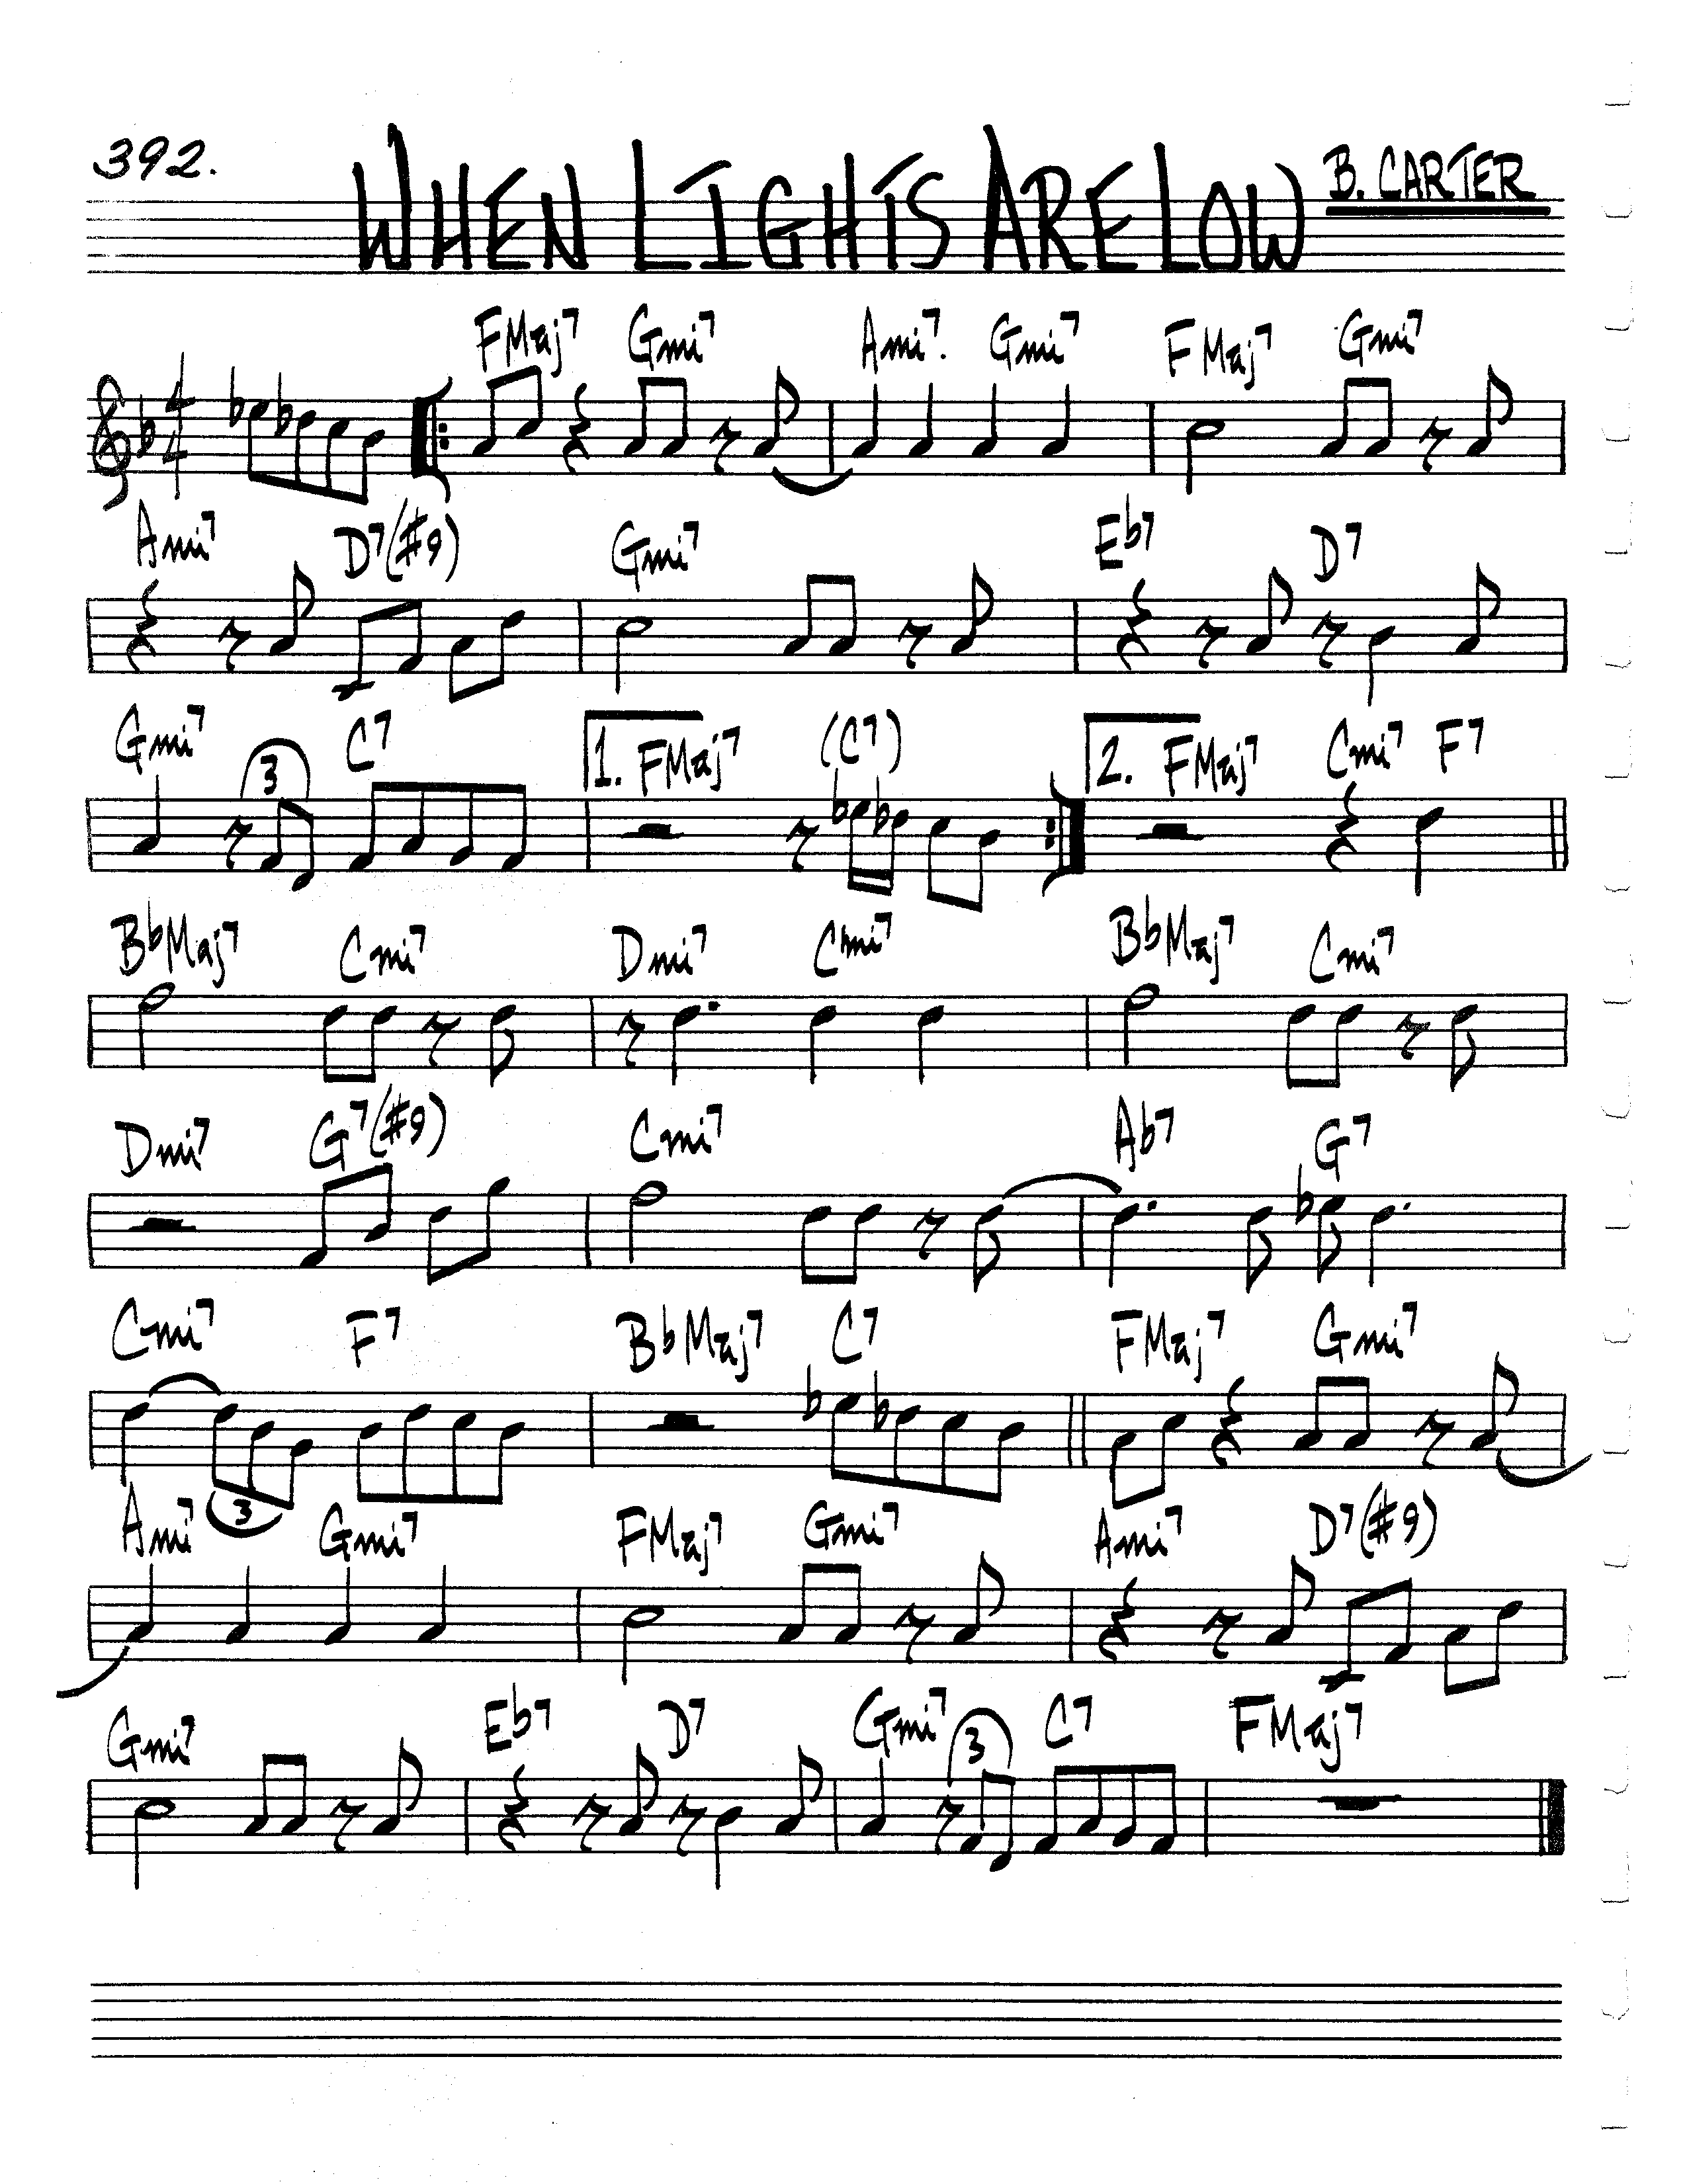 392.
WHEN LIGHTS ARE LOW
B. CARTER
FMaj7 Gmi7 Ami7. Gmi7 FMaj7 Gmi7
4
4
Ami7 D7(#9) Gmi7 Eb7 D7
Gmi7 C7 1. FMaj7 (C7) 2. FMaj7 Cmi7 F7
3
BbMaj7 Cmi7 Dmi7 Cmi7 BbMaj7 Cmi7
Dmi7 G7(#9) Cmi7 Ab7 G7
Cmi7 F7 BbMaj7 C7 FMaj7 Gmi7
3
Ami7 Gmi7 FMaj7 Gmi7 Ami7 D7(#9)
Gmi7 Eb7 D7 Gmi7 3 C7 FMaj7